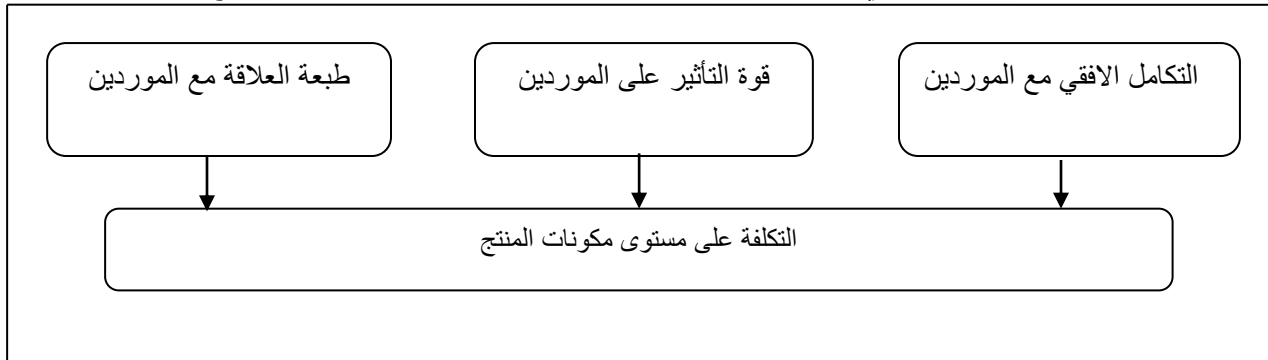 التكامل الافقي مع الموردين
قوة التأثير على الموردين
طبعة العلاقة مع الموردين
التكلفة على مستوى مكونات المنتج